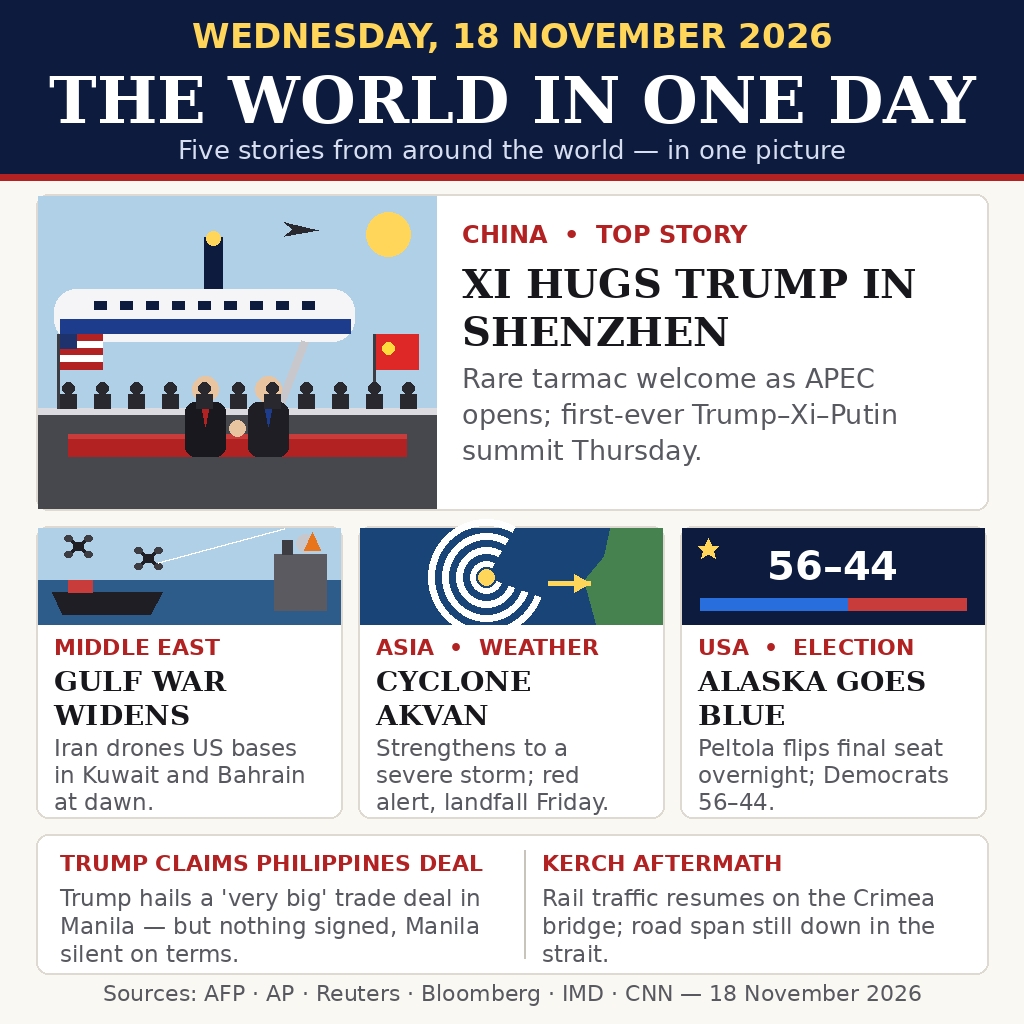 WEDNESDAY, 18 NOVEMBER 2026
THE WORLD IN ONE DAY
Five stories from around the world — in one picture
CHINA • TOP STORY
XI HUGS TRUMP IN
SHENZHEN
Rare tarmac welcome as APEC
opens; first-ever Trump–Xi–Putin
summit Thursday.
MIDDLE EAST
GULF WAR
WIDENS
Iran drones US bases
in Kuwait and Bahrain
at dawn.
ASIA • WEATHER
CYCLONE
AKVAN
Strengthens to a
severe storm; red
alert, landfall Friday.
56–44
USA • ELECTION
ALASKA GOES
BLUE
Peltola flips final seat
overnight; Democrats
56–44.
TRUMP CLAIMS PHILIPPINES DEAL
Trump hails a 'very big' trade deal in
Manila — but nothing signed, Manila
silent on terms.
KERCH AFTERMATH
Rail traffic resumes on the Crimea
bridge; road span still down in the
strait.
Sources: AFP · AP · Reuters · Bloomberg · IMD · CNN — 18 November 2026